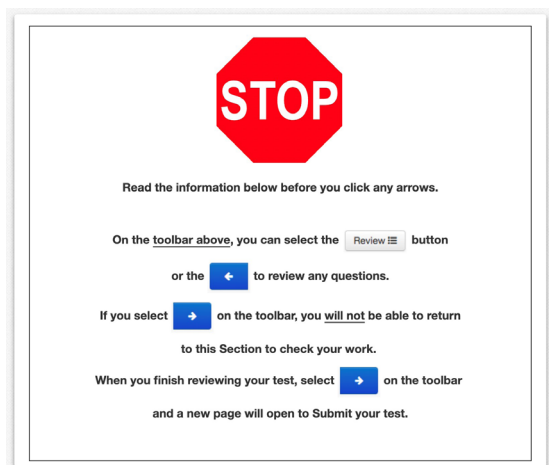 STOP
Read the information below before you click any arrows.
On the toolbar above, you can select the Review button
or the to review any questions.
If you select on the toolbar, you will not be able to return
to this Section to check your work.
When you finish reviewing your test, select on the toolbar
and a new page will open to Submit your test.